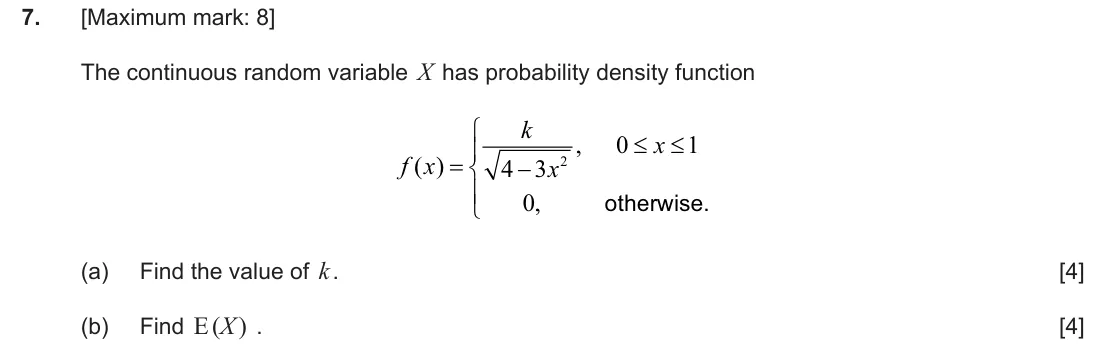 7. [Maximum mark: 8]
The continuous random variable X has probability density function
f(x) = { k / √(4 − 3x²), 0 ≤ x ≤ 1
0, otherwise.
(a) Find the value of k. [4]
(b) Find E(X) . [4]